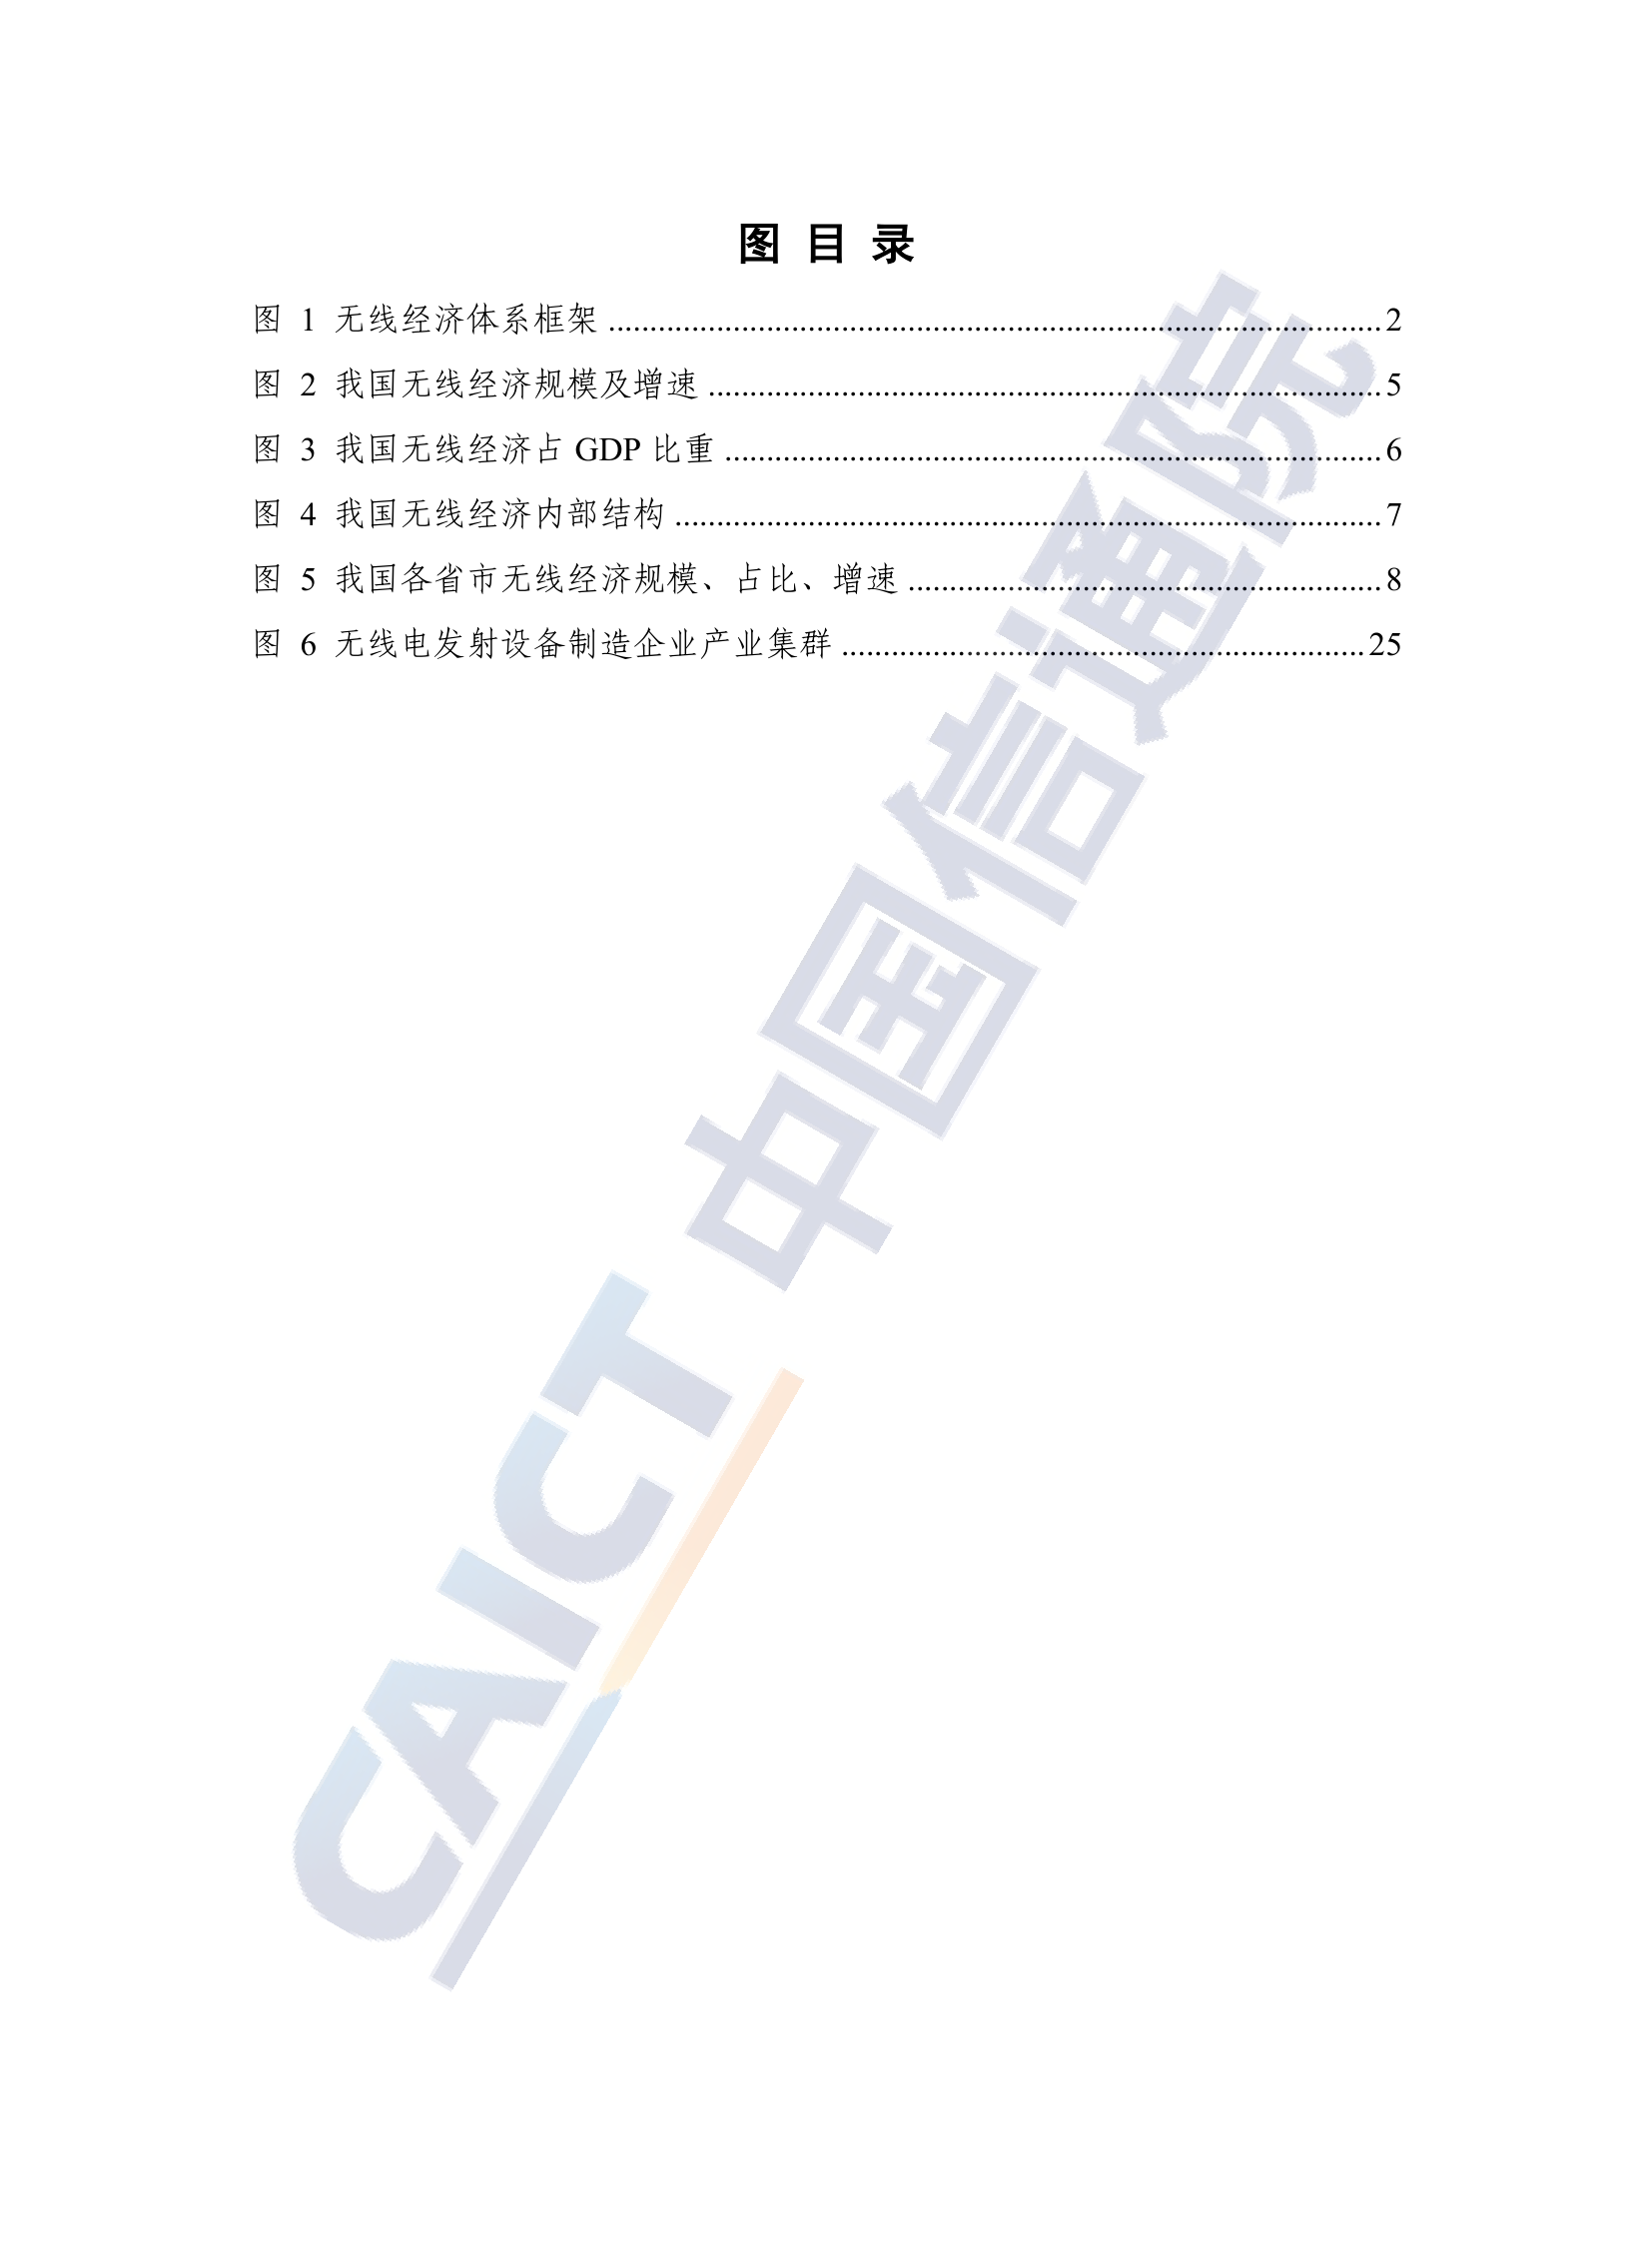 图 目 录
图 1 无线经济体系框架 ........ 2
图 2 我国无线经济规模及增速 ........ 5
图 3 我国无线经济占 GDP 比重 ........ 6
图 4 我国无线经济内部结构 ........ 7
图 5 我国各省市无线经济规模、占比、增速 ........ 8
图 6 无线电发射设备制造企业产业集群 ........ 25
CAICT 中国信通院